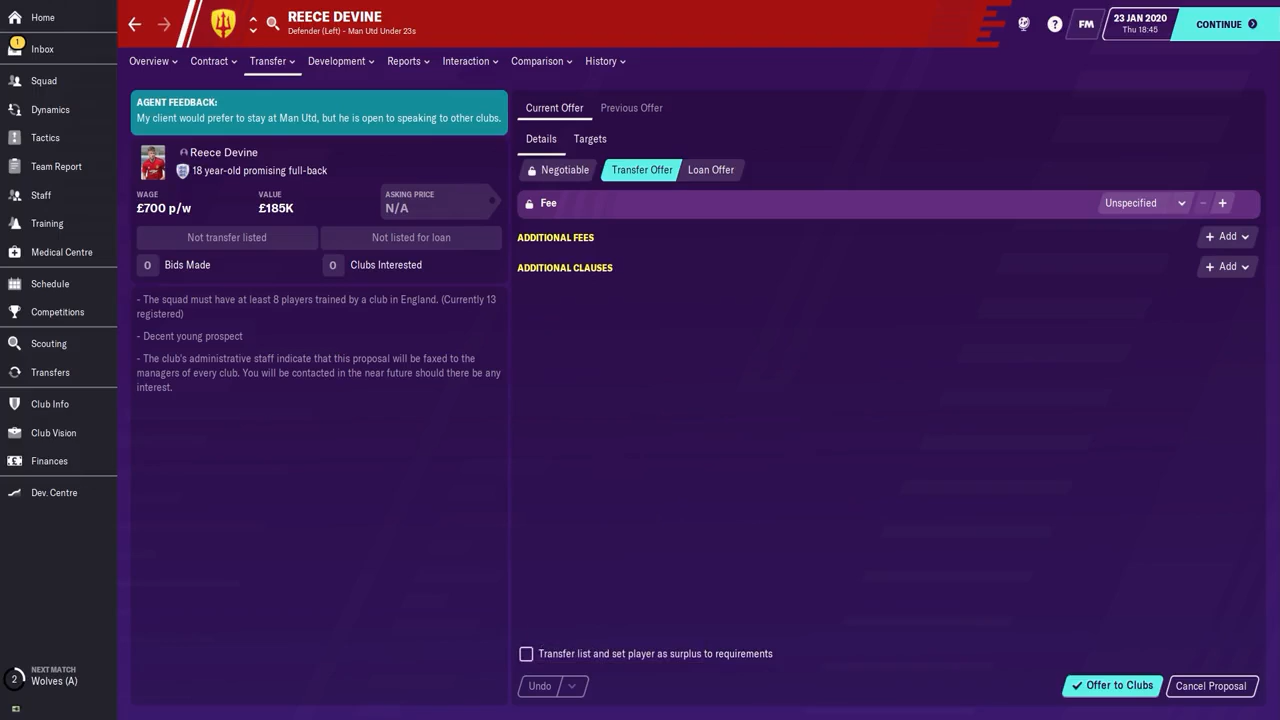 Home
REECE DEVINE
Defender (Left) - Man Utd Under 23s
FM
23 JAN 2020
Thu 18:45
CONTINUE
1
Inbox
Squad
Dynamics
Tactics
Team Report
Staff
Training
Medical Centre
Schedule
Competitions
Scouting
Transfers
Club Info
Club Vision
Finances
Dev. Centre
2
NEXT MATCH
Wolves (A)
Overview
Contract
Transfer
Development
Reports
Interaction
Comparison
History
AGENT FEEDBACK:
My client would prefer to stay at Man Utd, but he is open to speaking to other clubs.
Reece Devine
18 year-old promising full-back
WAGE
£700 p/w
VALUE
£185K
ASKING PRICE
N/A
Not transfer listed
Not listed for loan
0 Bids Made
0 Clubs Interested
- The squad must have at least 8 players trained by a club in England. (Currently 13
registered)
- Decent young prospect
- The club's administrative staff indicate that this proposal will be faxed to the
managers of every club. You will be contacted in the near future should there be any
interest.
Current Offer
Previous Offer
Details
Targets
Negotiable
Transfer Offer
Loan Offer
Fee
Unspecified
ADDITIONAL FEES
+ Add
ADDITIONAL CLAUSES
+ Add
Transfer list and set player as surplus to requirements
Undo
Offer to Clubs
Cancel Proposal